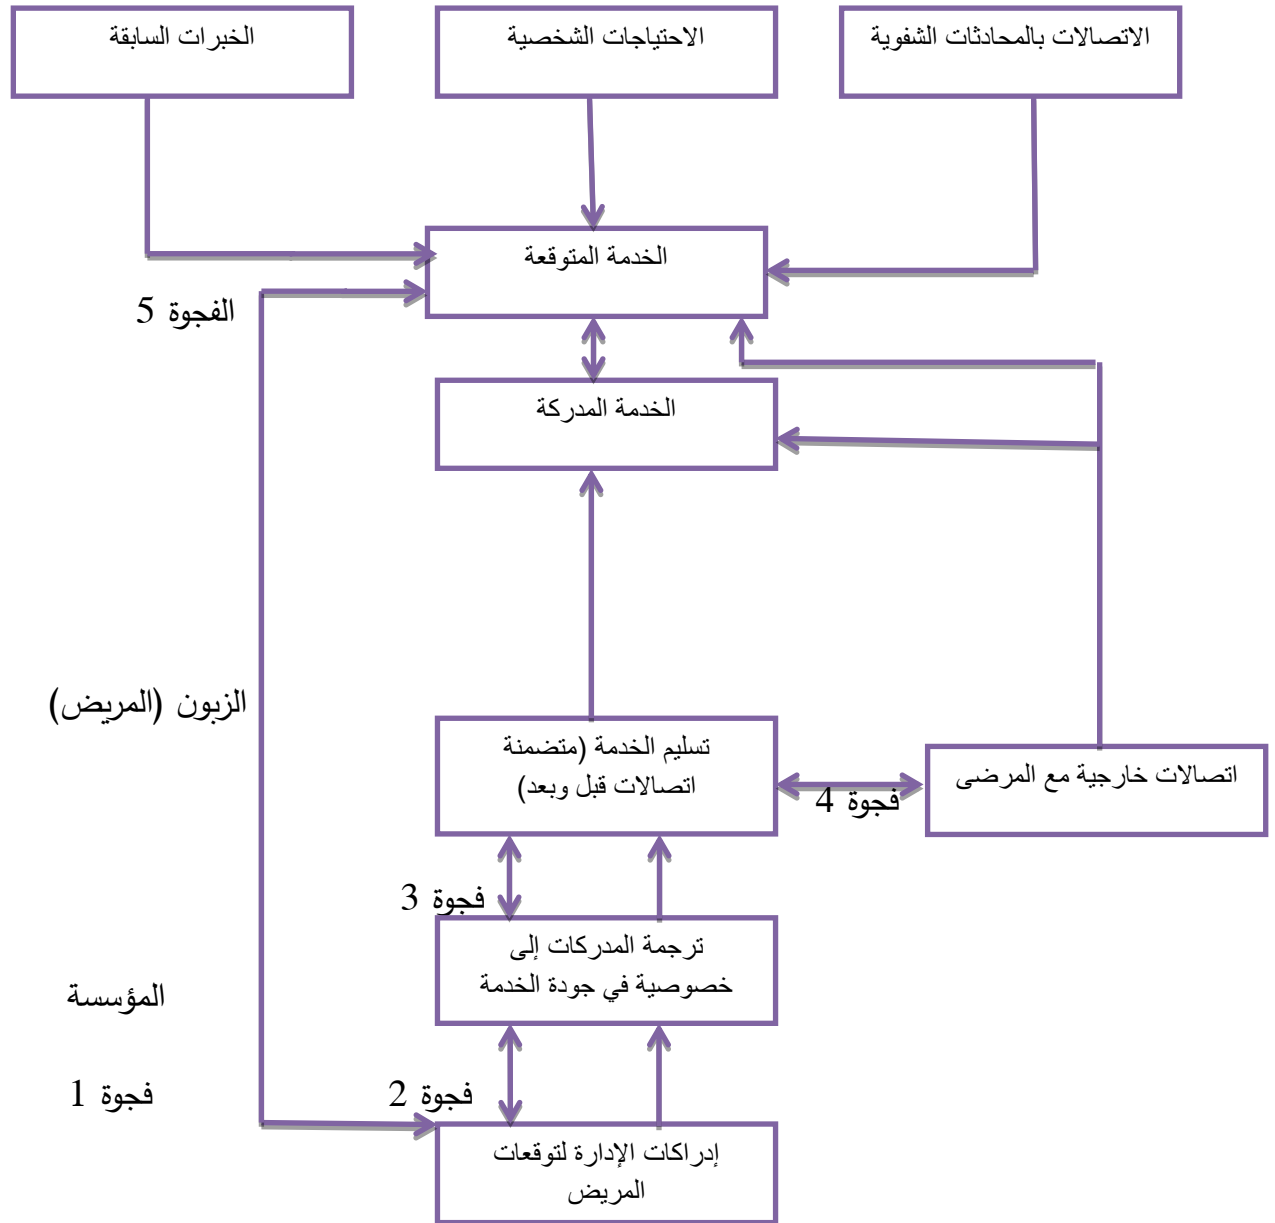 الاتصالات بالمحادثات الشفوية
الاحتياجات الشخصية
الخبرات السابقة
الخدمة المتوقعة
الفجوة 5
الخدمة المدركة
الزبون (المريض)
تسليم الخدمة (متضمنة
اتصالات قبل وبعد)
اتصالات خارجية مع المرضى
فجوة 4
فجوة 3
ترجمة المدركات إلى
خصوصية في جودة الخدمة
المؤسسة
فجوة 2
فجوة 1
إدراكات الإدارة لتوقعات
المريض